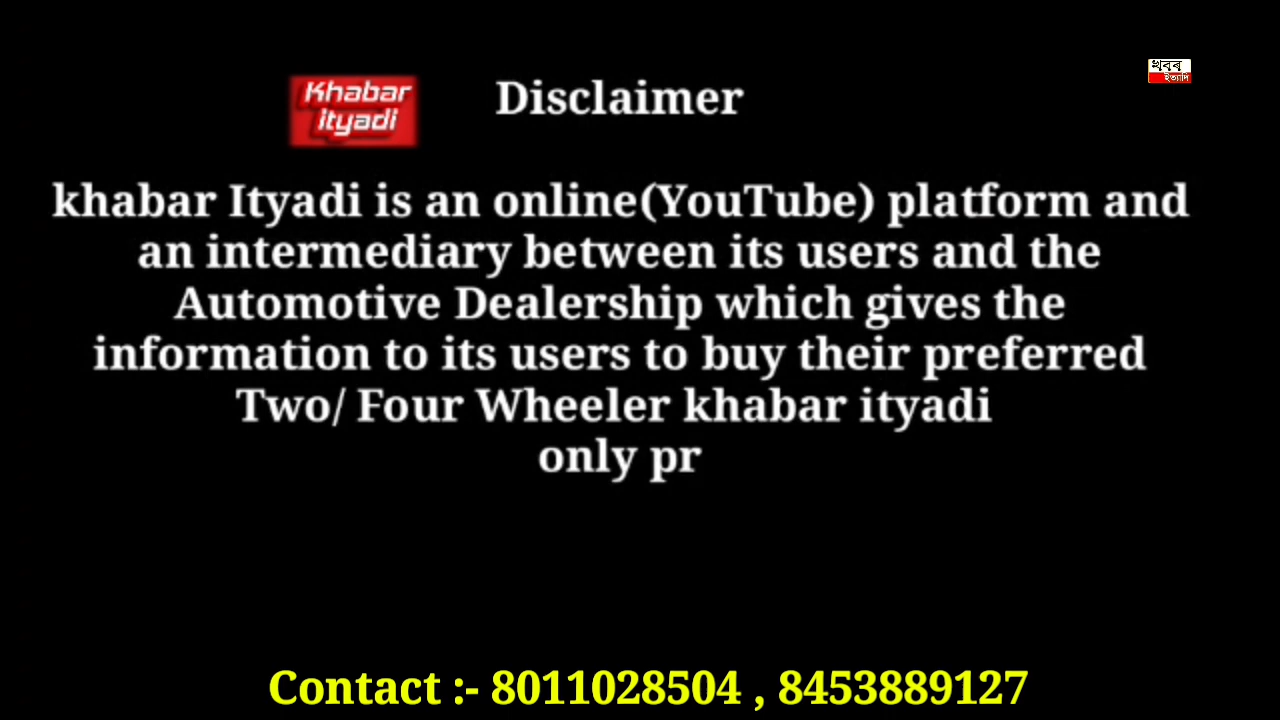 Khabar
ityadi
Disclaimer
খবৰ
ইত্যাদি
khabar Ityadi is an online(YouTube) platform and
an intermediary between its users and the
Automotive Dealership which gives the
information to its users to buy their preferred
Two/ Four Wheeler khabar ityadi
only pr
Contact :- 8011028504 , 8453889127